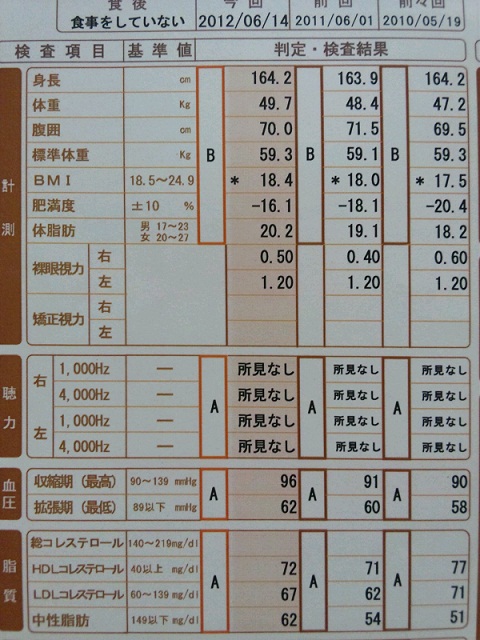 食後 今回 前回 前々回
食事をしていない 2012/06/14 2011/06/01 2010/05/19
検査項目 基準値 判定・検査結果
計測
身長 cm B 164.2 B 163.9 B 164.2
体重 Kg 49.7 48.4 47.2
腹囲 cm 70.0 71.5 69.5
標準体重 Kg 59.3 59.1 59.3
BMI 18.5～24.9 * 18.4 * 18.0 * 17.5
肥満度 ±10 % -16.1 -18.1 -20.4
体脂肪 男 17～23 女 20～27 20.2 19.1 18.2
裸眼視力 右 0.50 0.40 0.60
左 1.20 1.20 1.20
矯正視力 右
左
聴力
右 1,000Hz ― A 所見なし A 所見なし A 所見なし
4,000Hz ― 所見なし 所見なし 所見なし
左 1,000Hz ― 所見なし 所見なし 所見なし
4,000Hz ― 所見なし 所見なし 所見なし
血圧
収縮期（最高） 90～139 mmHg A 96 A 91 A 90
拡張期（最低） 89以下 mmHg 62 60 58
脂質
総コレステロール 140～219mg/dl A A A
HDLコレステロール 40以上 mg/dl 72 71 77
LDLコレステロール 60～139 mg/dl 67 62 71
中性脂肪 149以下 mg/dl 62 54 51